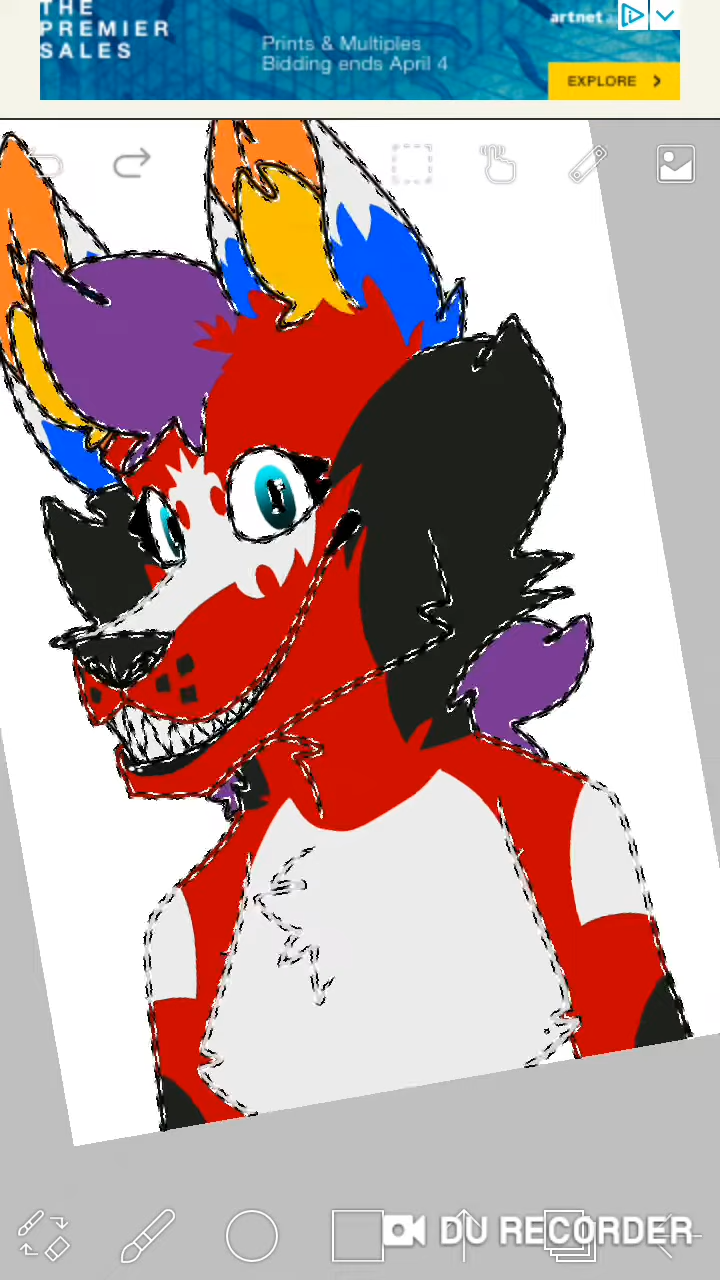 THE
PREMIER
SALES
artnet
Prints & Multiples
Bidding ends April 4
EXPLORE >
DU RECORDER